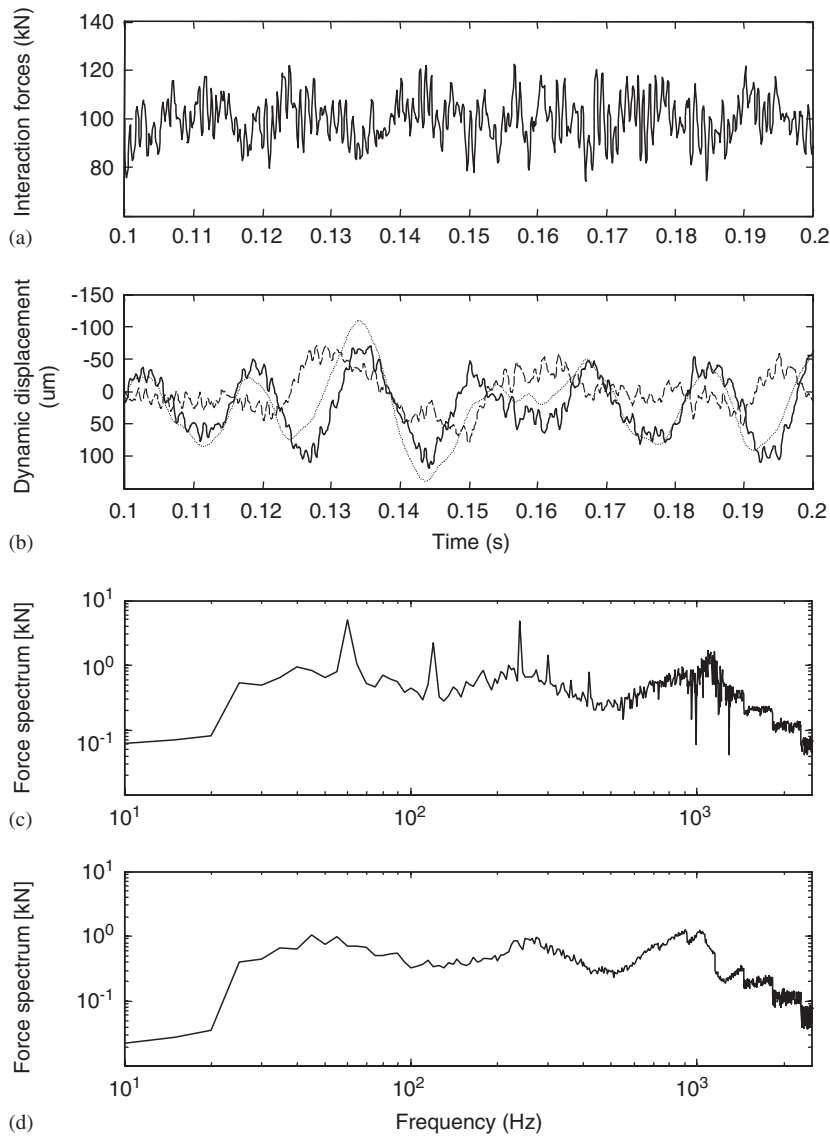 Interaction forces (kN)
140
120
100
80
0.1 0.11 0.12 0.13 0.14 0.15 0.16 0.17 0.18 0.19 0.2
(a)
Dynamic displacement
(um)
-150
-100
-50
0
50
100
0.1 0.11 0.12 0.13 0.14 0.15 0.16 0.17 0.18 0.19 0.2
(b)
Time (s)
Force spectrum [kN]
10^1
10^0
10^-1
10^1 10^2 10^3
(c)
Force spectrum [kN]
10^1
10^0
10^-1
10^1 10^2 10^3
(d)
Frequency (Hz)